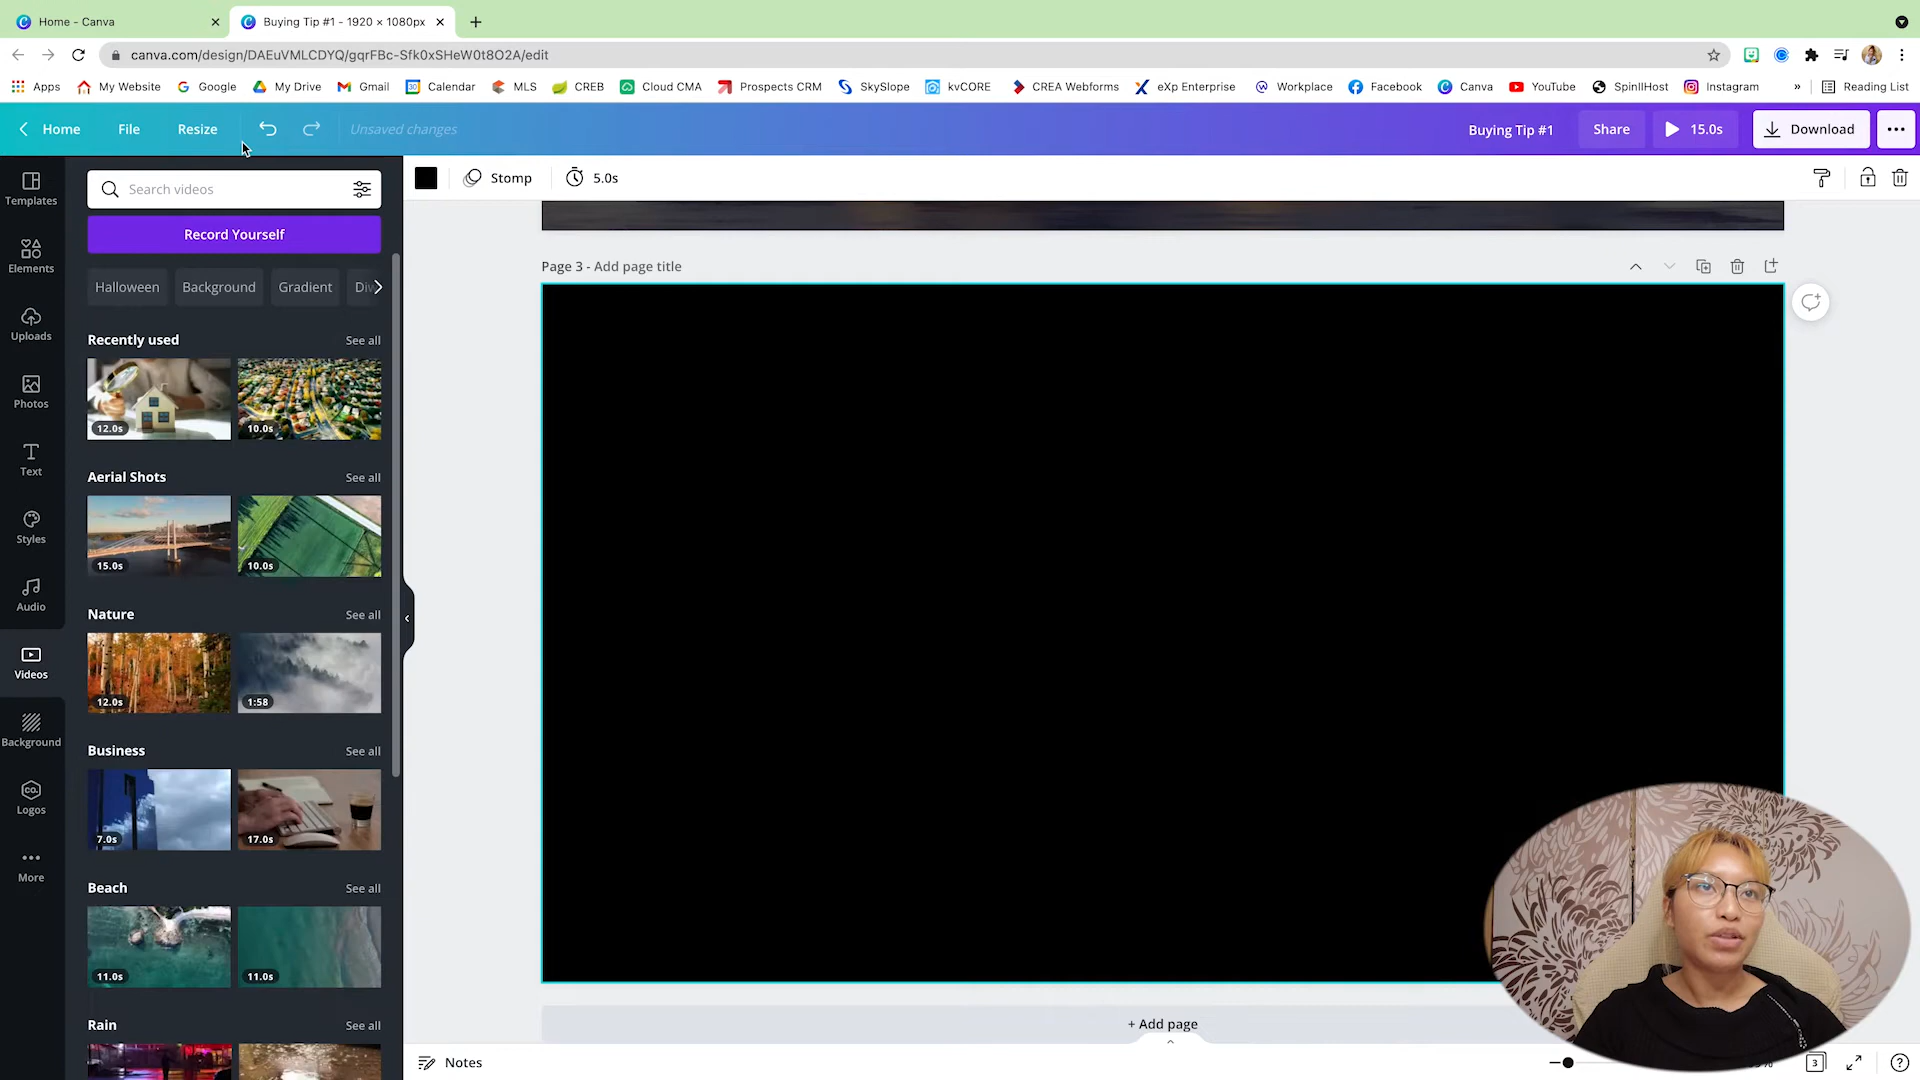 Home - Canva
Buying Tip #1 - 1920 × 1080px
canva.com/design/DAEuVMLCDYQ/gqrFBc-Sfk0xSHeW0t8O2A/edit
Apps My Website Google My Drive Gmail Calendar MLS CREB Cloud CMA Prospects CRM SkySlope kvCORE CREA Webforms eXp Enterprise Workplace Facebook Canva YouTube SpinIIHost Instagram » Reading List
Home File Resize Unsaved changes Buying Tip #1 Share 15.0s Download
Stomp 5.0s
Templates
Elements
Uploads
Photos
Text
Styles
Audio
Videos
Background
Logos
More
Search videos
Record Yourself
Halloween Background Gradient
Recently used See all
12.0s 10.0s
Aerial Shots See all
15.0s 10.0s
Nature See all
12.0s 1:58
Business See all
7.0s 17.0s
Beach See all
11.0s 11.0s
Rain See all
Page 3 - Add page title
+ Add page
Notes
3